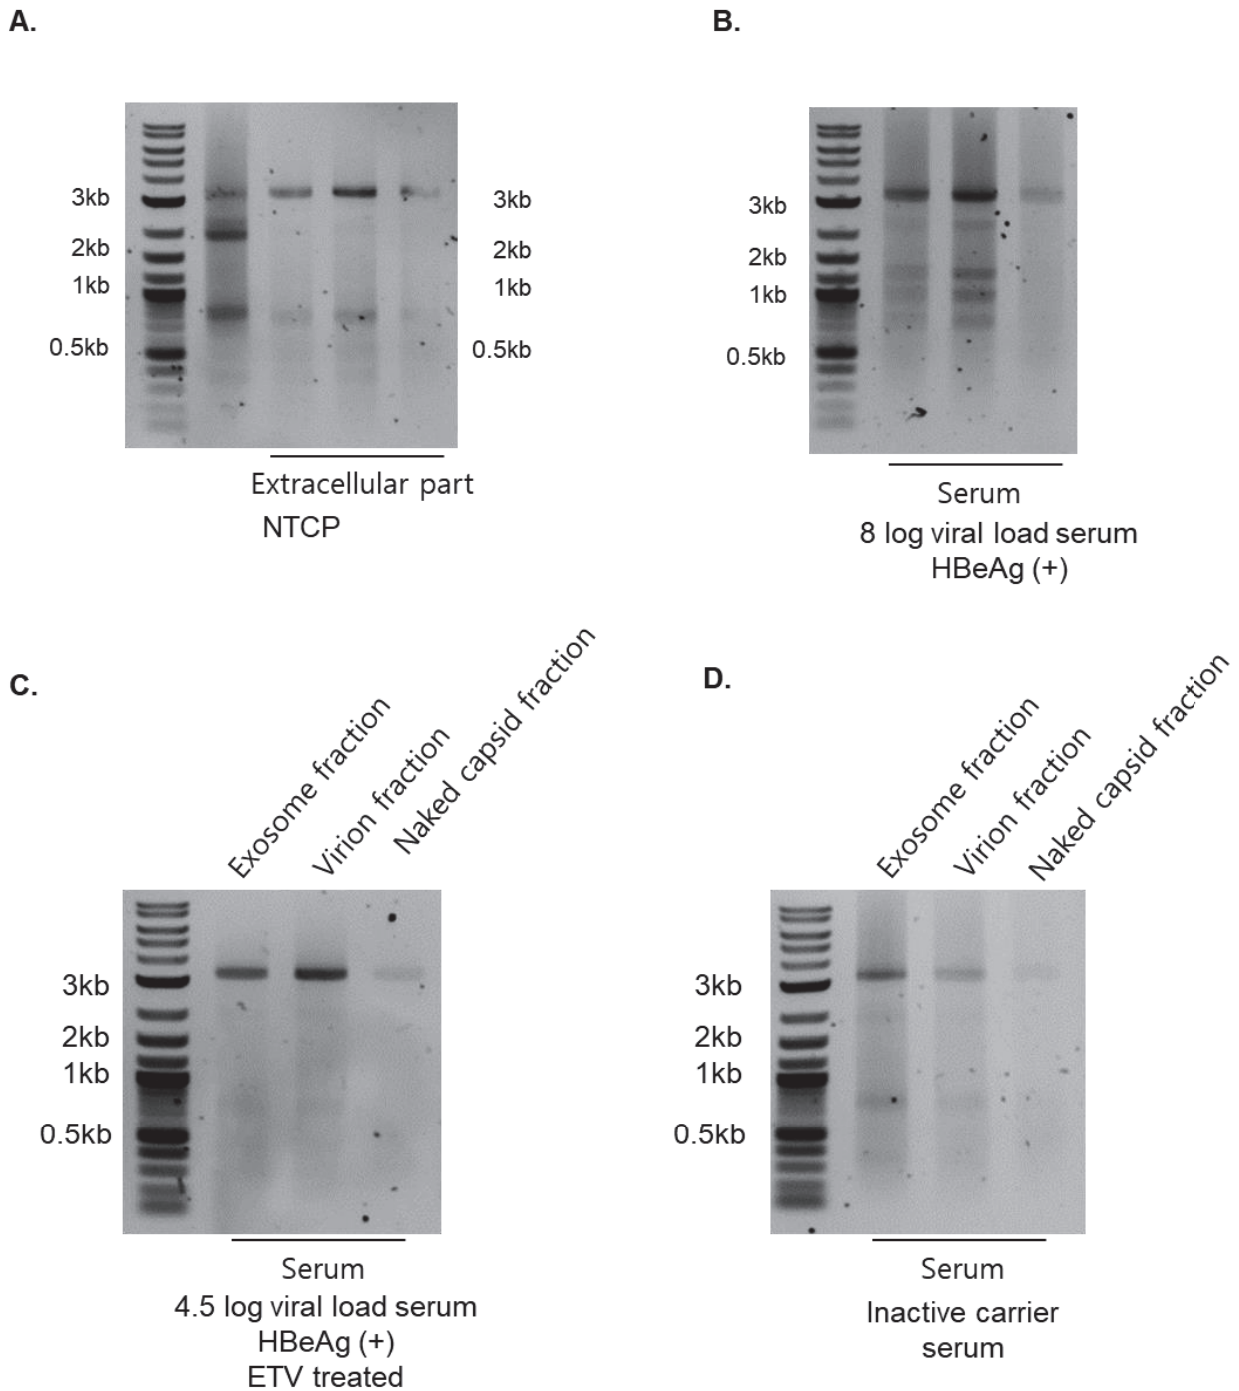 A.
3kb
2kb
1kb
0.5kb
3kb
2kb
1kb
0.5kb
Extracellular part
NTCP
B.
3kb
2kb
1kb
0.5kb
Serum
8 log viral load serum
HBeAg (+)
C.
Exosome fraction
Virion fraction
Naked capsid fraction
3kb
2kb
1kb
0.5kb
Serum
4.5 log viral load serum
HBeAg (+)
ETV treated
D.
Exosome fraction
Virion fraction
Naked capsid fraction
3kb
2kb
1kb
0.5kb
Serum
Inactive carrier
serum